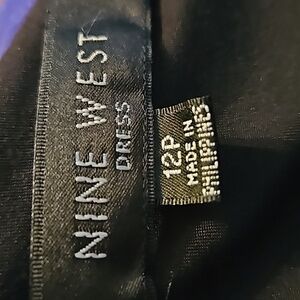 NINE WEST
DRESS
12P
MADE IN
PHILIPPINES